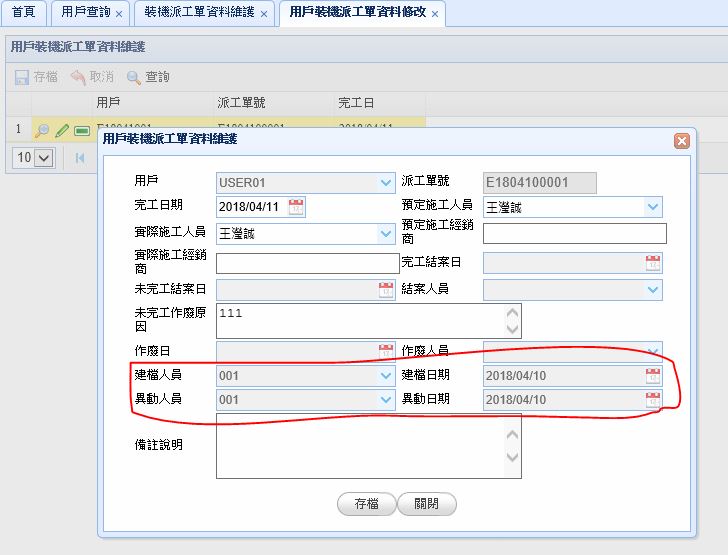 首頁 用戶查詢 × 裝機派工單資料維護 × 用戶裝機派工單資料修改 ×
用戶裝機派工單資料維護
存檔 取消 查詢
用戶 派工單號 完工日
1
10
用戶裝機派工單資料維護
用戶 USER01 派工單號 E1804100001
完工日期 2018/04/11 預定施工人員 王瀅誠
實際施工人員 王瀅誠 預定施工經銷商
實際施工經銷商 完工結案日
未完工結案日 結案人員
未完工作廢原因 111
作廢日 作廢人員
建檔人員 001 建檔日期 2018/04/10
異動人員 001 異動日期 2018/04/10
備註說明
存檔 關閉